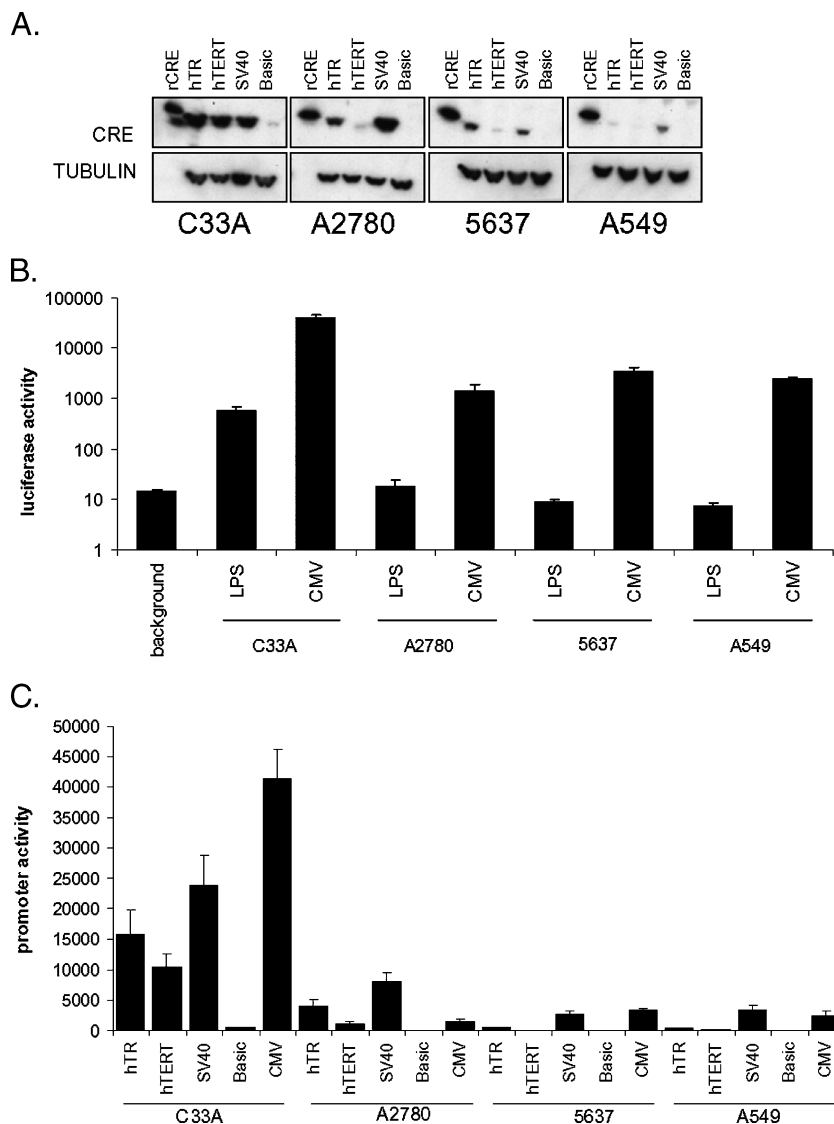 A.
rCRE hTR hTERT SV40 Basic rCRE hTR hTERT SV40 Basic rCRE hTR hTERT SV40 Basic rCRE hTR hTERT SV40 Basic
CRE
TUBULIN
C33A A2780 5637 A549
B.
luciferase activity
100000
10000
1000
100
10
1
background LPS CMV LPS CMV LPS CMV LPS CMV
C33A A2780 5637 A549
C.
promoter activity
50000
45000
40000
35000
30000
25000
20000
15000
10000
5000
0
hTR hTERT SV40 Basic CMV hTR hTERT SV40 Basic CMV hTR hTERT SV40 Basic CMV hTR hTERT SV40 Basic CMV
C33A A2780 5637 A549